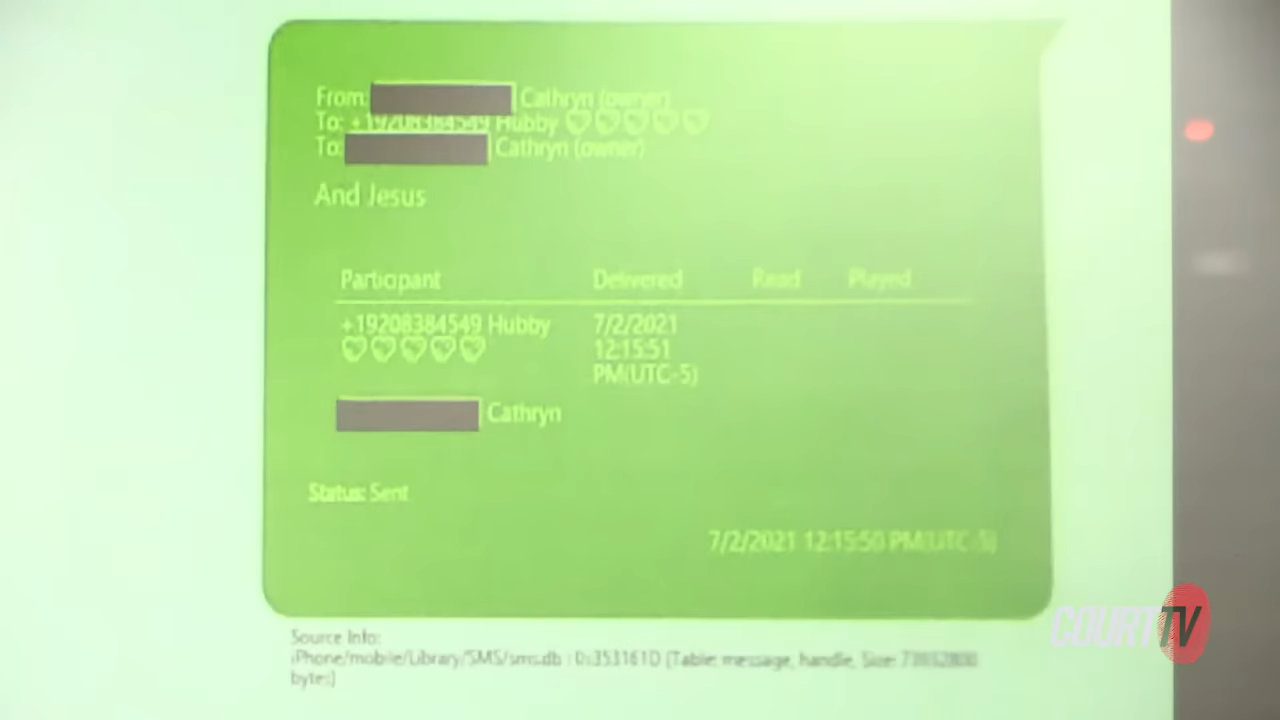 From: Cathryn (owner)
To: +19208384549 Hubby
To: Cathryn (owner)
And Jesus
Participant Delivered Read Played
+19208384549 Hubby 7/2/2021
12:15:51
PM(UTC-5)
Cathryn
Status: Sent
7/2/2021 12:15:50 PM(UTC-5)
COURT TV
Source Info:
iPhone/mobile/Library/SMS/sms.db : (Table: message, handle, Size:
bytes)